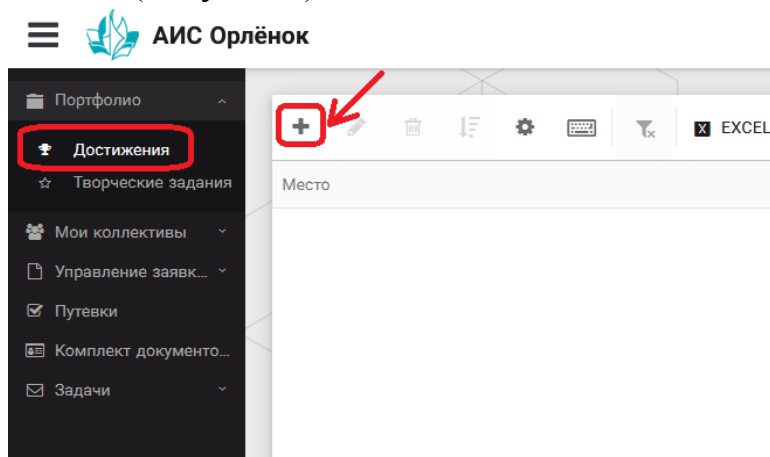 АИС Орлёнок
Портфолио
EXCEL
Достижения
Творческие задания
Место
Мои коллективы
Управление заявк...
Путевки
Комплект документо...
Задачи